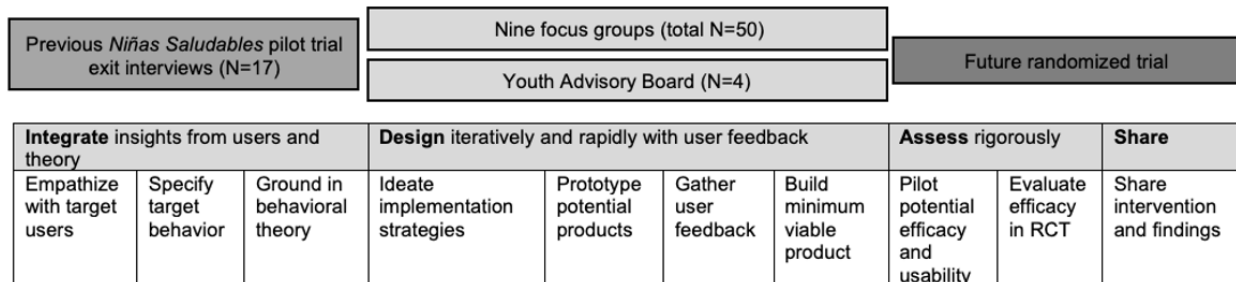 Previous Niñas Saludables pilot trial
exit interviews (N=17)
Nine focus groups (total N=50)
Youth Advisory Board (N=4)
Future randomized trial
Integrate insights from users and
theory
Design iteratively and rapidly with user feedback
Assess rigorously
Share
Empathize
with target
users
Specify
target
behavior
Ground in
behavioral
theory
Ideate
implementation
strategies
Prototype
potential
products
Gather
user
feedback
Build
minimum
viable
product
Pilot
potential
efficacy
and
usability
Evaluate
efficacy
in RCT
Share
intervention
and findings